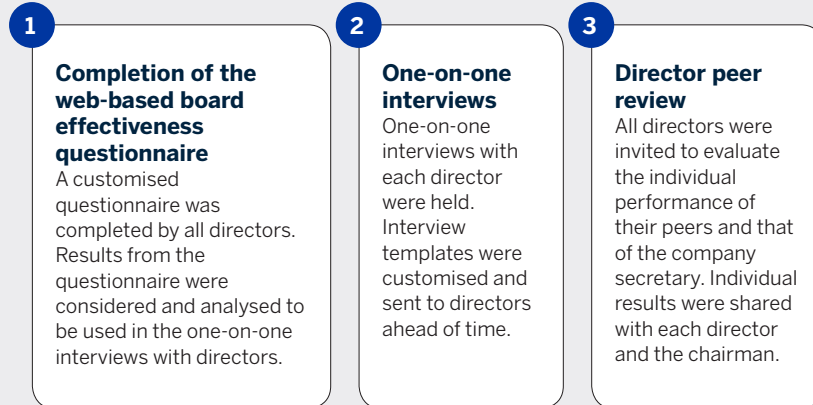 1
Completion of the
web-based board
effectiveness
questionnaire
A customised
questionnaire was
completed by all directors.
Results from the
questionnaire were
considered and analysed to
be used in the one-on-one
interviews with directors.
2
One-on-one
interviews
One-on-one
interviews with
each director
were held.
Interview
templates were
customised and
sent to directors
ahead of time.
3
Director peer
review
All directors were
invited to evaluate
the individual
performance of
their peers and that
of the company
secretary. Individual
results were shared
with each director
and the chairman.